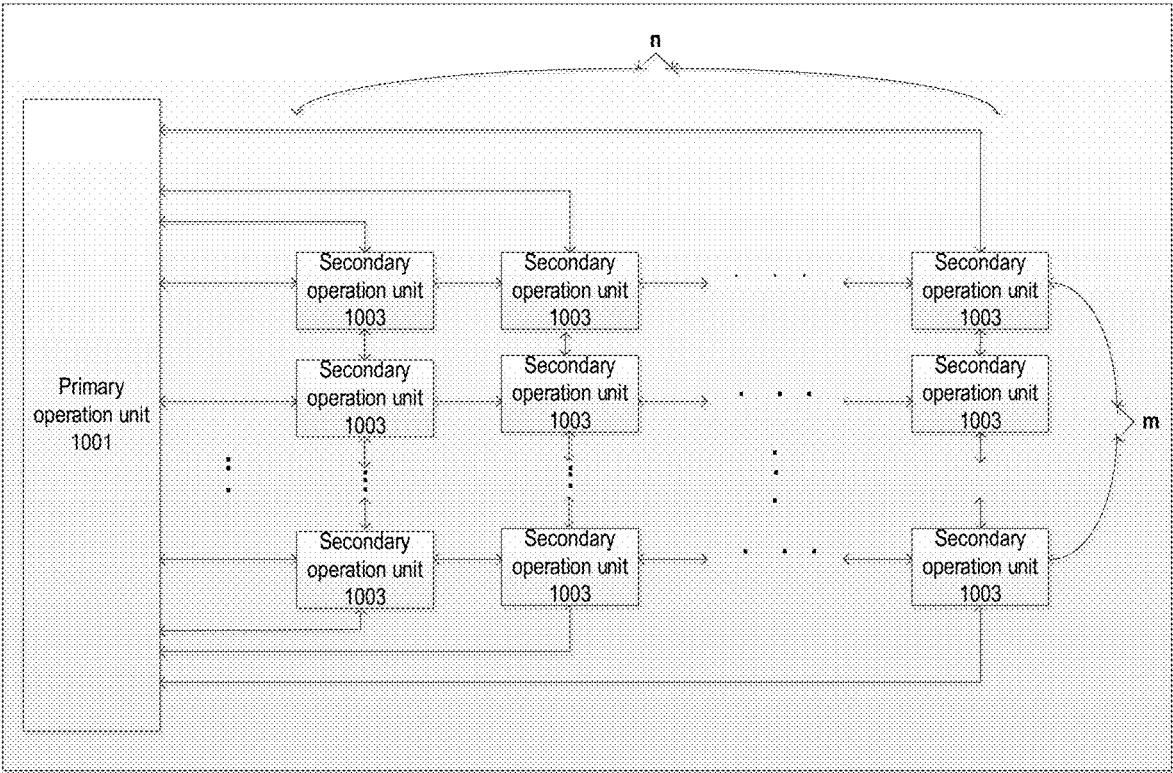 n
Secondary
operation unit
1003
Secondary
operation unit
1003
Secondary
operation unit
1003
Primary
operation unit
1001
Secondary
operation unit
1003
Secondary
operation unit
1003
Secondary
operation unit
1003
m
Secondary
operation unit
1003
Secondary
operation unit
1003
Secondary
operation unit
1003